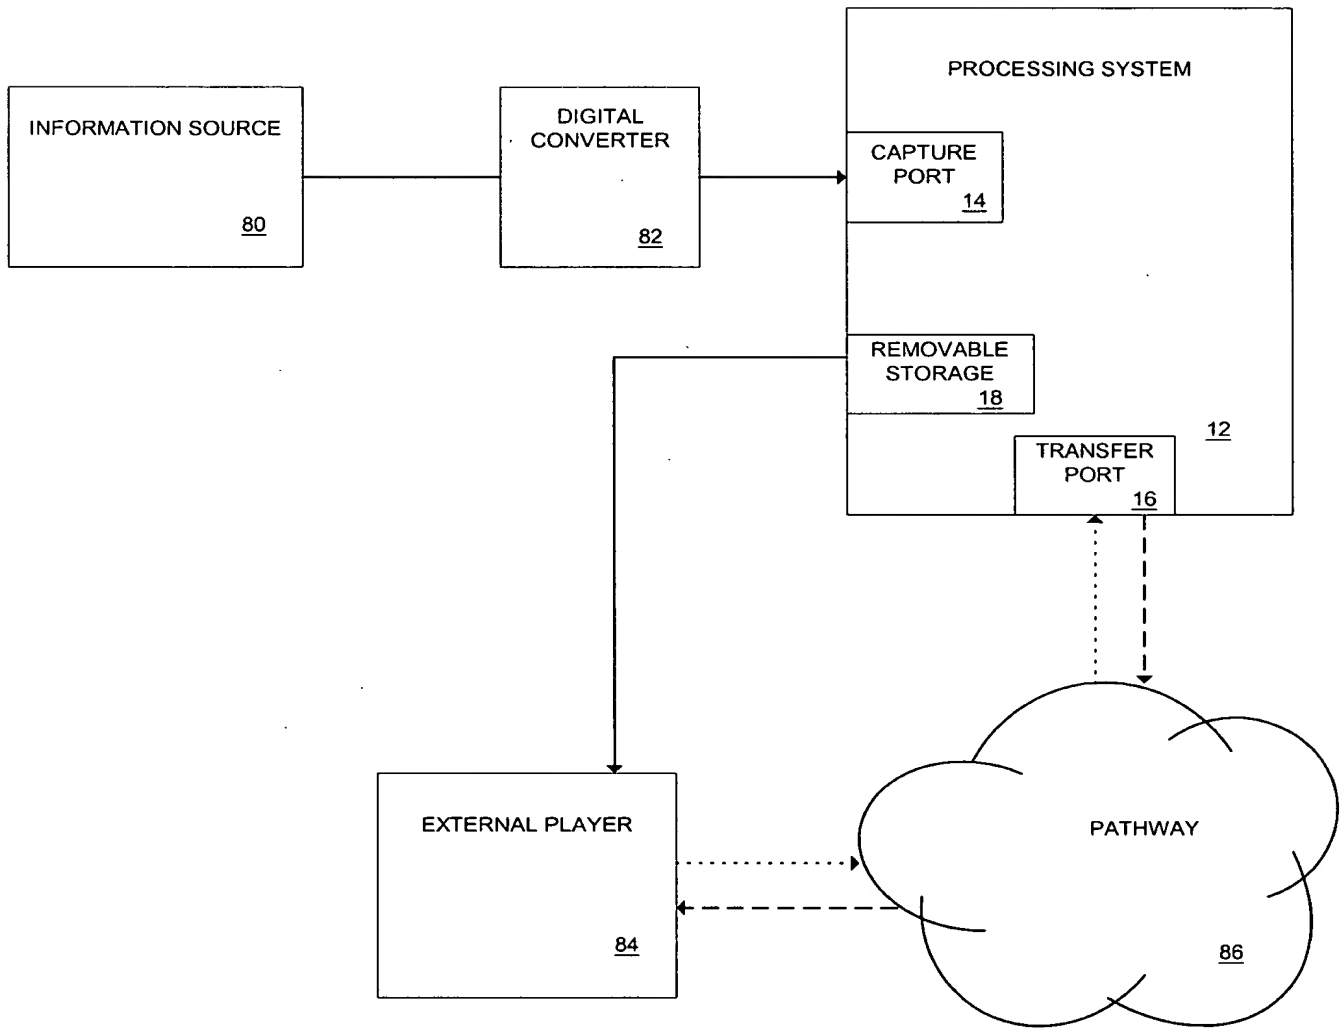 PROCESSING SYSTEM
INFORMATION SOURCE
80
DIGITAL
CONVERTER
82
CAPTURE
PORT
14
REMOVABLE
STORAGE
18
12
TRANSFER
PORT
16
EXTERNAL PLAYER
84
PATHWAY
86